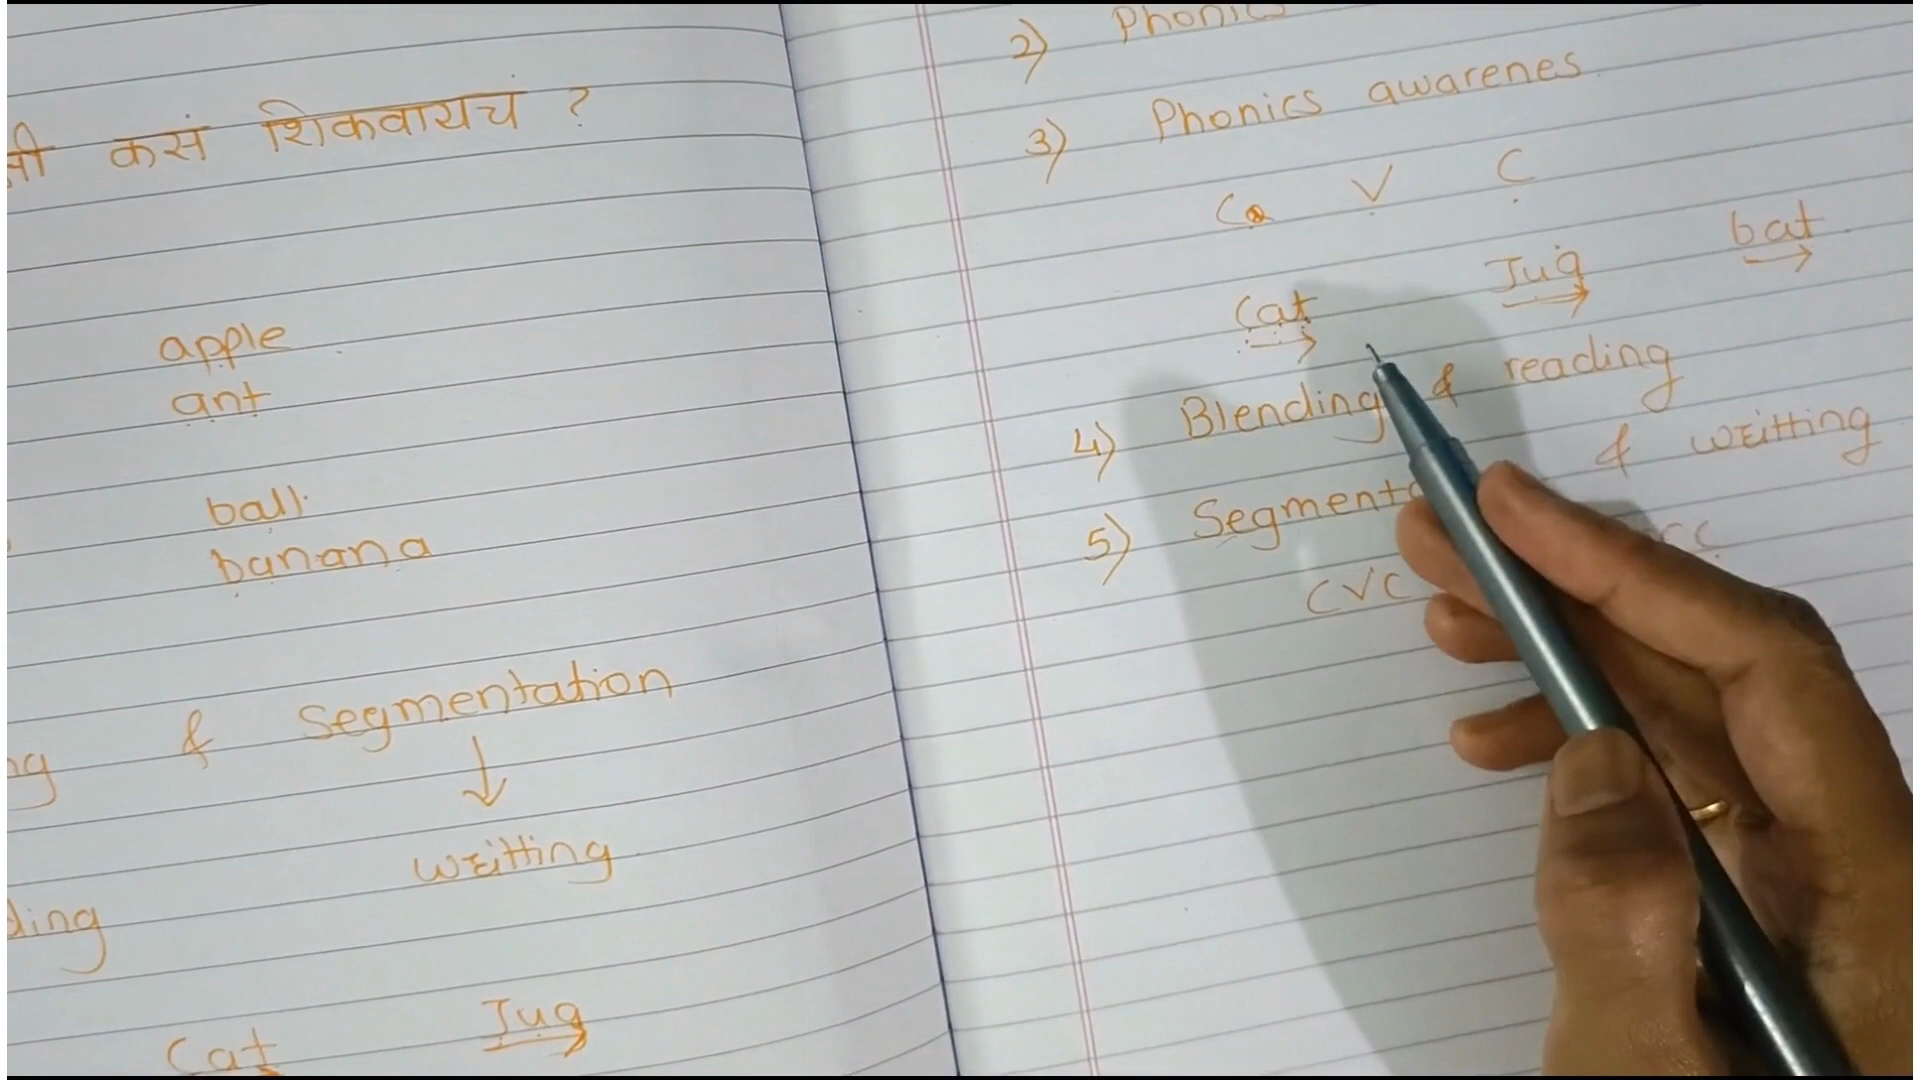 कसं शिकवायचं ?
apple
ant
ball
banana
& Segmentation
↓
writting
Cat Jug
2) Phonics
3) Phonics awarenes
C V C
Cat Jug bat
4) Blending & reading
5) & writting
CVC